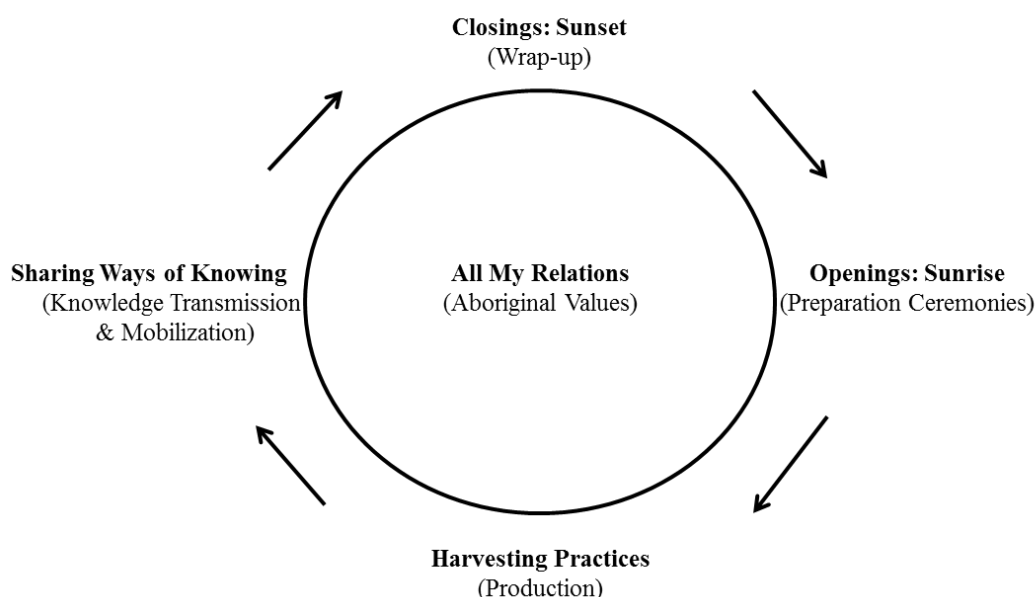 Closings: Sunset
(Wrap-up)
Sharing Ways of Knowing
(Knowledge Transmission
& Mobilization)
All My Relations
(Aboriginal Values)
Openings: Sunrise
(Preparation Ceremonies)
Harvesting Practices
(Production)